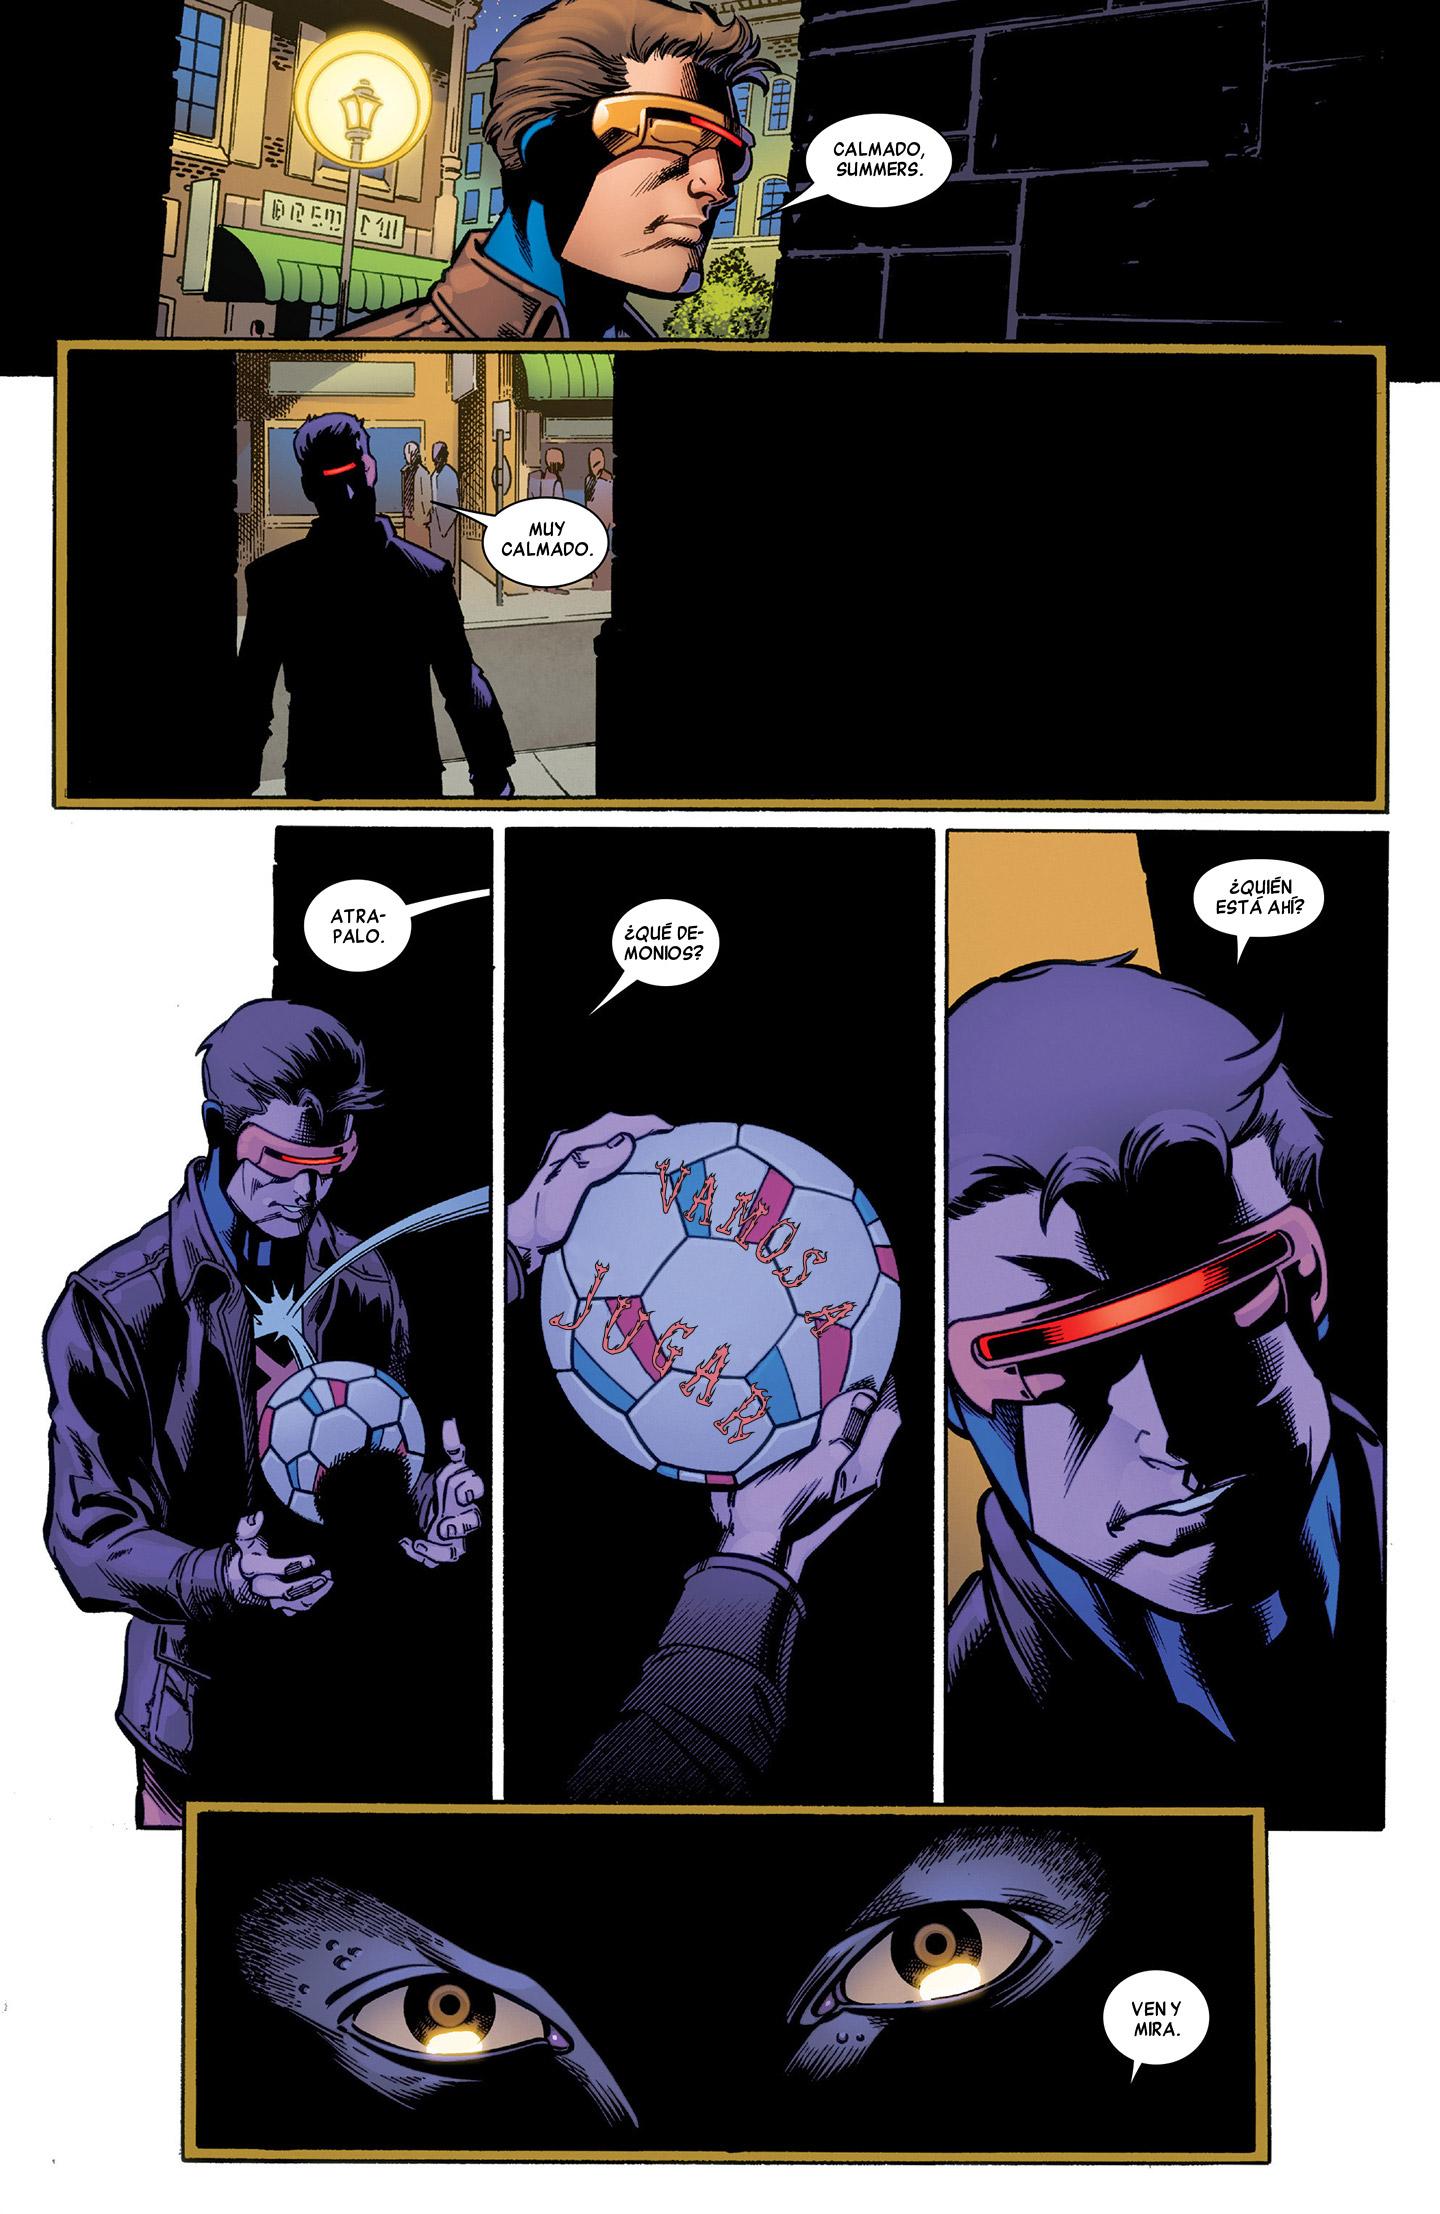 CALMADO,
SUMMERS.
MUY
CALMADO.
ATRA-
PALO.
¿QUÉ DE-
MONIOS?
VAMOS A
JUGAR
¿QUIÉN
ESTÁ AHÍ?
VEN Y
MIRA.